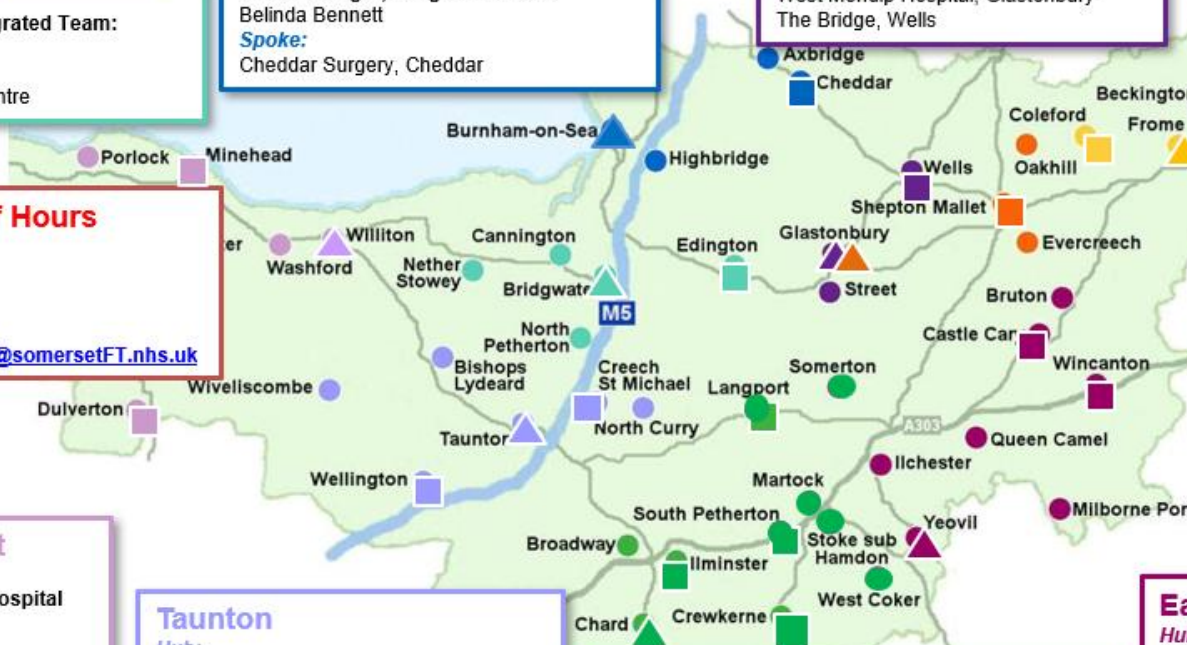 grated Team:
ntre
Belinda Bennett
Spoke:
Cheddar Surgery, Cheddar
The Bridge, Wells
Axbridge
Cheddar
Beckingto
Coleford
Frome
Burnham-on-Sea
Highbridge
Oakhill
Porlock
Minehead
Wells
Shepton Mallet
f Hours
Williton
Washford
Cannington
Nether
Stowey
Bridgwate
Edington
Glastonbury
Evercreech
Street
Bruton
M5
@somersetFT.nhs.uk
North
Petherton
Castle Car
Wincanton
Bishops
Lydeard
Creech
St Michael
Langport
Somerton
Wiveliscombe
Dulverton
Taunton
North Curry
A303
Queen Camel
Ilchester
Wellington
Martock
Milborne Por
South Petherton
Stoke sub
Hamdon
Yeovil
Broadway
Ilminster
West Coker
ospital
Taunton
Chard
Crewkerne
Ea